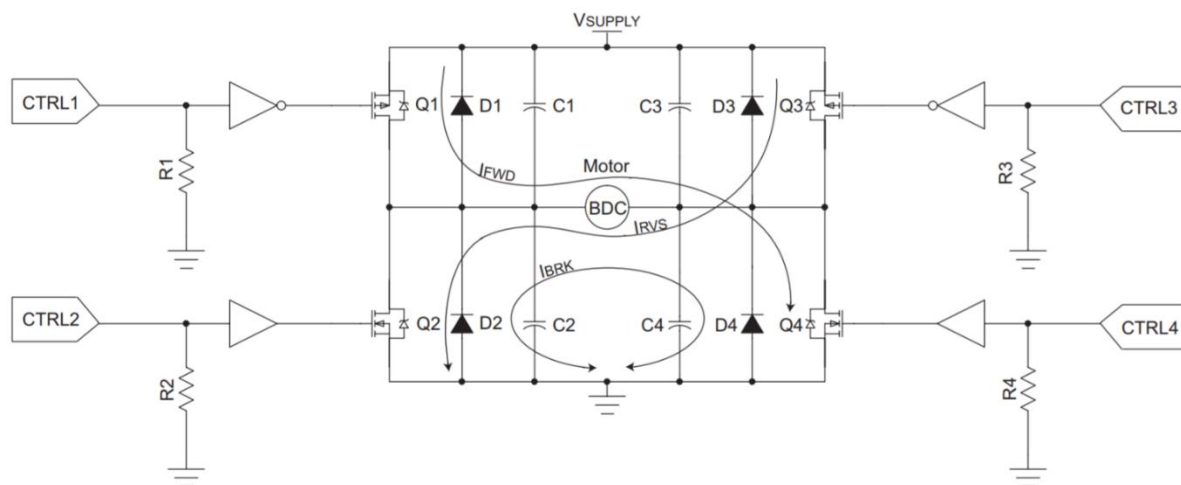 VSUPPLY
CTRL1
Q1
D1
C1
C3
D3
Q3
CTRL3
R1
IFWD
Motor
R3
BDC
IRVS
IBRK
CTRL2
Q2
D2
C2
C4
D4
Q4
CTRL4
R2
R4